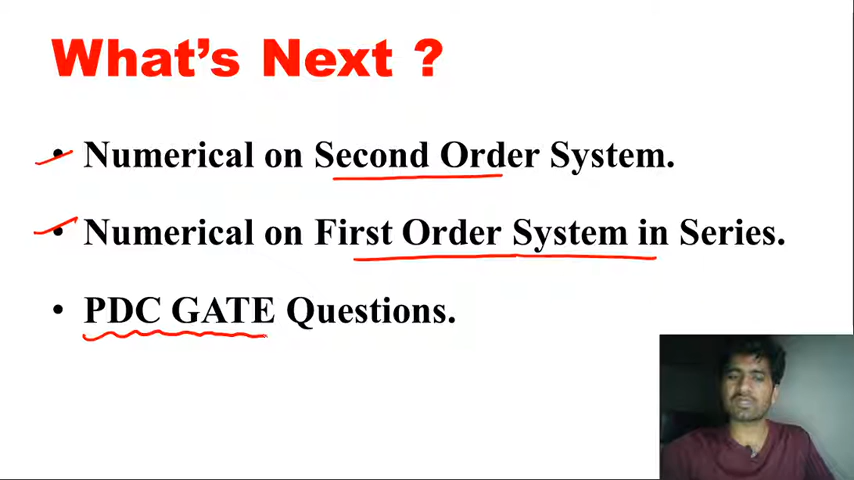 What's Next ?
• Numerical on Second Order System.
• Numerical on First Order System in Series.
• PDC GATE Questions.